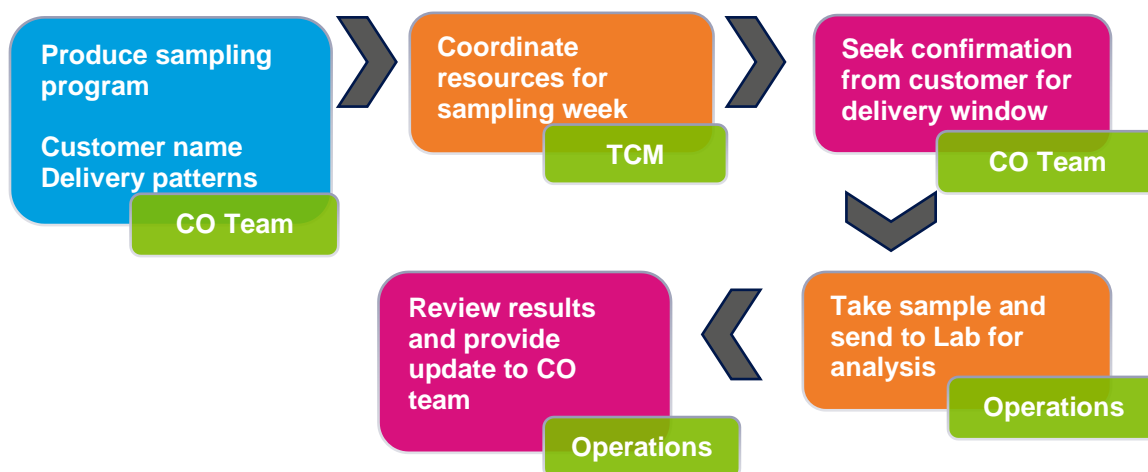 Produce sampling
program
Customer name
Delivery patterns
CO Team
Coordinate
resources for
sampling week
TCM
Seek confirmation
from customer for
delivery window
CO Team
Take sample and
send to Lab for
analysis
Operations
Review results
and provide
update to CO
team
Operations